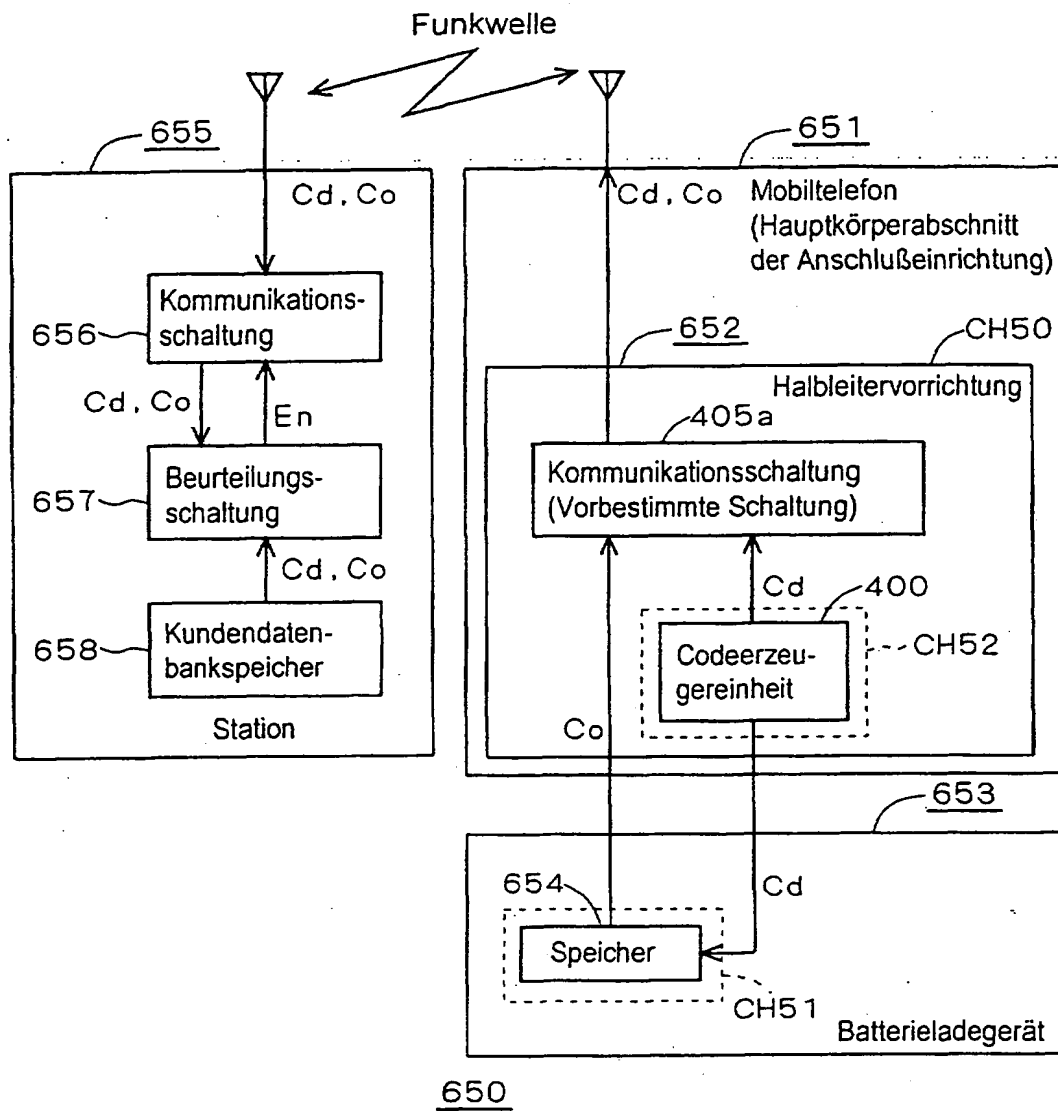 Funkwelle
655
651
Cd, Co
Cd, Co
Mobiltelefon
(Hauptkörperabschnitt
der Anschlußeinrichtung)
Kommunikations-
schaltung
656
652
CH50
Halbleitervorrichtung
Cd, Co
En
405a
Kommunikationsschaltung
(Vorbestimmte Schaltung)
Beurteilungs-
schaltung
657
Cd, Co
Cd
400
Kundendaten-
bankspeicher
658
Codeerzeu-
gereinheit
CH52
Station
Co
653
654
Cd
Speicher
CH51
Batterieladegerät
650